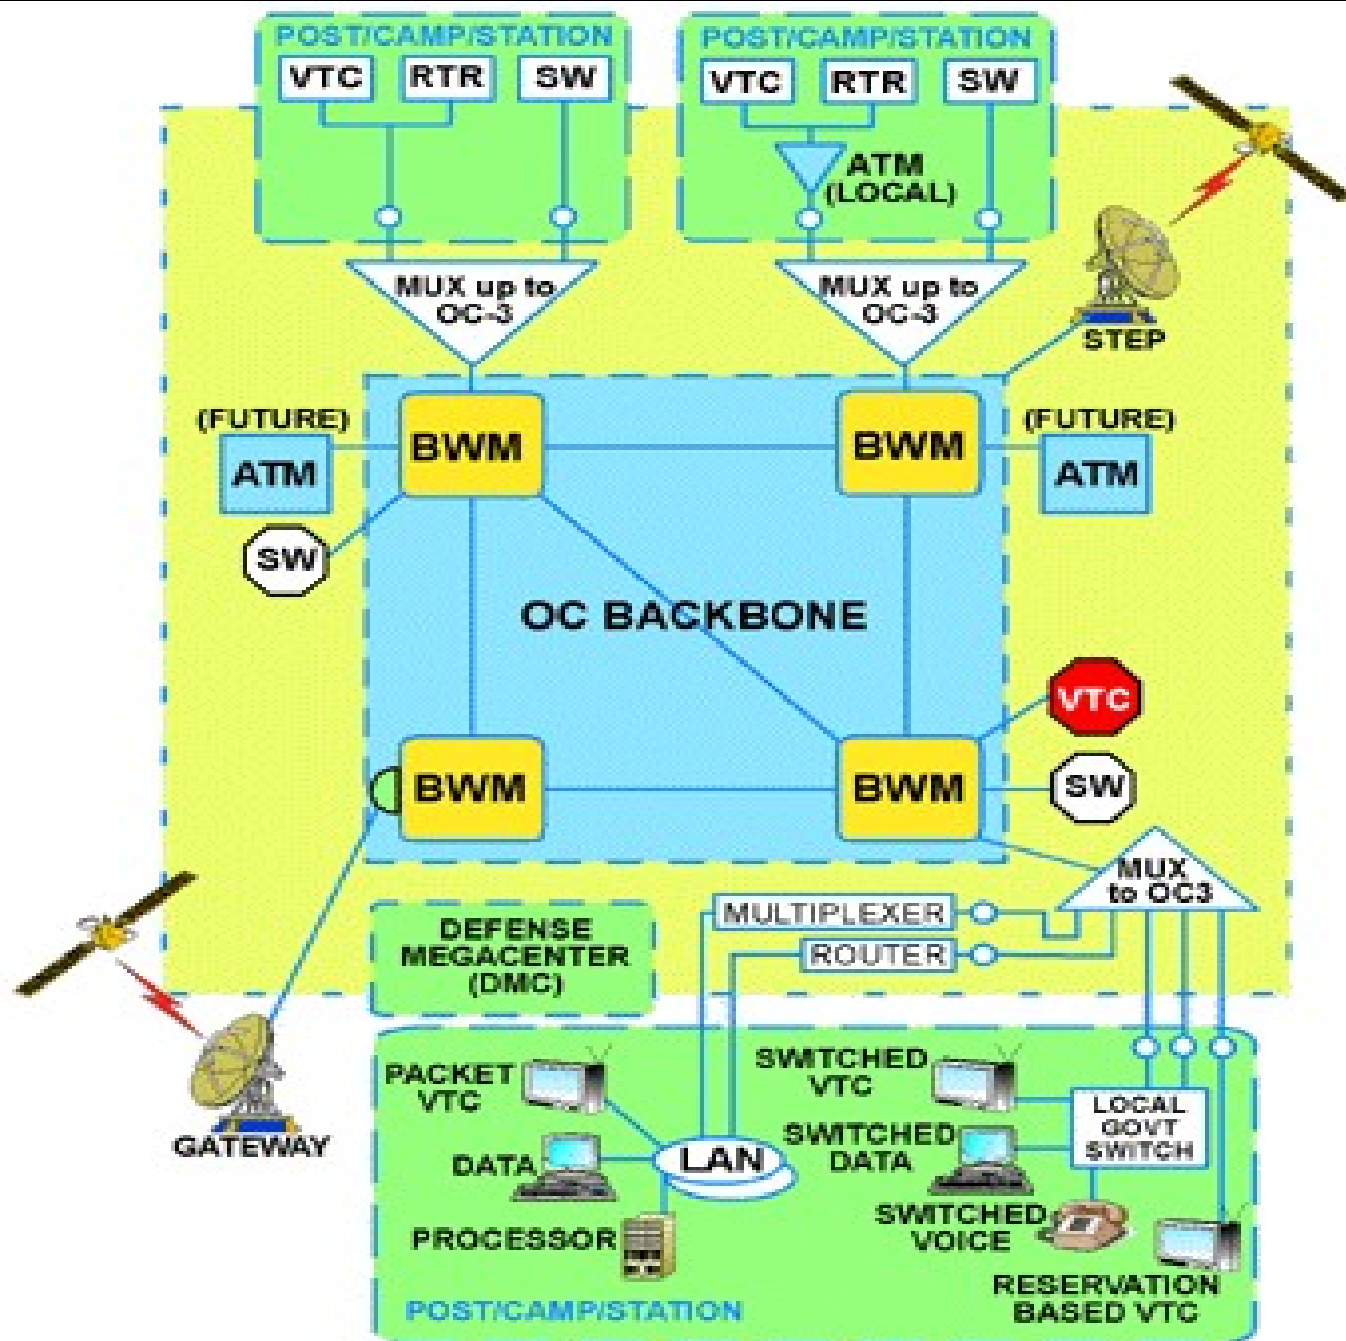 POST/CAMP/STATION
VTC
RTR
SW
POST/CAMP/STATION
VTC
RTR
SW
ATM
(LOCAL)
MUX up to
OC-3
MUX up to
OC-3
STEP
(FUTURE)
ATM
SW
BWM
BWM
(FUTURE)
ATM
OC BACKBONE
VTC
SW
BWM
BWM
MUX
to OC3
MULTIPLEXER
ROUTER
DEFENSE
MEGACENTER
(DMC)
GATEWAY
PACKET
VTC
DATA
PROCESSOR
LAN
SWITCHED
VTC
SWITCHED
DATA
SWITCHED
VOICE
LOCAL
GOVT
SWITCH
RESERVATION
BASED VTC
POST/CAMP/STATION